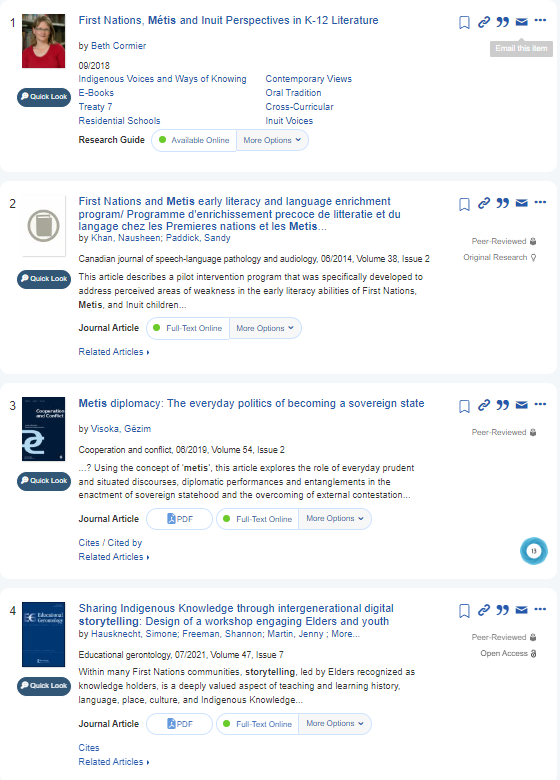 1
First Nations, Métis and Inuit Perspectives in K-12 Literature
Email this item
by Beth Cormier
09/2018
Indigenous Voices and Ways of Knowing
Contemporary Views
E-Books
Oral Tradition
Treaty 7
Cross-Curricular
Residential Schools
Inuit Voices
Quick Look
Research Guide Available Online More Options
2
First Nations and Metis early literacy and language enrichment
program/ Programme d'enrichissement precoce de litteratie et du
langage chez les Premieres nations et les Metis...
by Khan, Nausheen; Paddick, Sandy
Peer-Reviewed
Original Research
Canadian journal of speech-language pathology and audiology, 06/2014, Volume 38, Issue 2
Quick Look
This article describes a pilot intervention program that was specifically developed to
address perceived areas of weakness in the early literacy abilities of First Nations,
Metis, and Inuit children...
Journal Article Full-Text Online More Options
Related Articles
3
Metis diplomacy: The everyday politics of becoming a sovereign state
Cooperation
and Conflict
by Visoka, Gëzim
Peer-Reviewed
Cooperation and conflict, 06/2019, Volume 54, Issue 2
Quick Look
...? Using the concept of 'metis', this article explores the role of everyday prudent
and situated discourses, diplomatic performances and entanglements in the
enactment of sovereign statehood and the overcoming of external contestation...
Journal Article PDF Full-Text Online More Options
Cites / Cited by
Related Articles
13
4
Sharing Indigenous Knowledge through intergenerational digital
storytelling: Design of a workshop engaging Elders and youth
Educational
Gerontology
by Hausknecht, Simone; Freeman, Shannon; Martin, Jenny ; More...
Peer-Reviewed
Open Access
Educational gerontology, 07/2021, Volume 47, Issue 7
Quick Look
Within many First Nations communities, storytelling, led by Elders recognized as
knowledge holders, is a deeply valued aspect of teaching and learning history,
language, place, culture, and Indigenous Knowledge...
Journal Article PDF Full-Text Online More Options
Cites
Related Articles